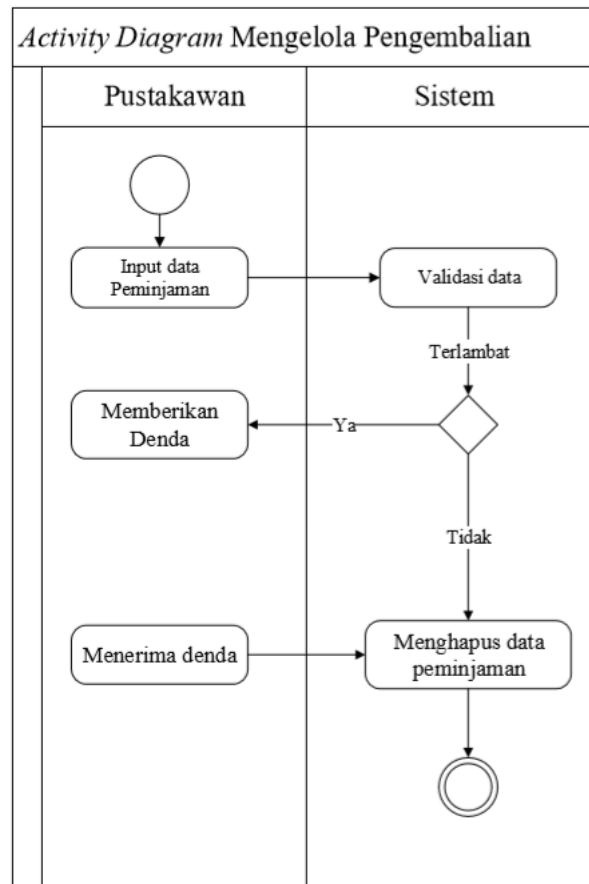 Activity Diagram Mengelola Pengembalian
Pustakawan
Sistem
Input data
Peminjaman
Validasi data
Terlambat
Memberikan
Denda
Ya
Tidak
Menerima denda
Menghapus data
peminjaman